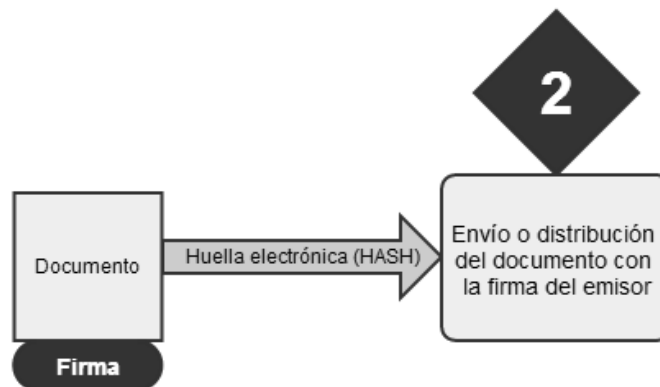 2
Documento
Huella electrónica (HASH)
Envío o distribución
del documento con
la firma del emisor
Firma